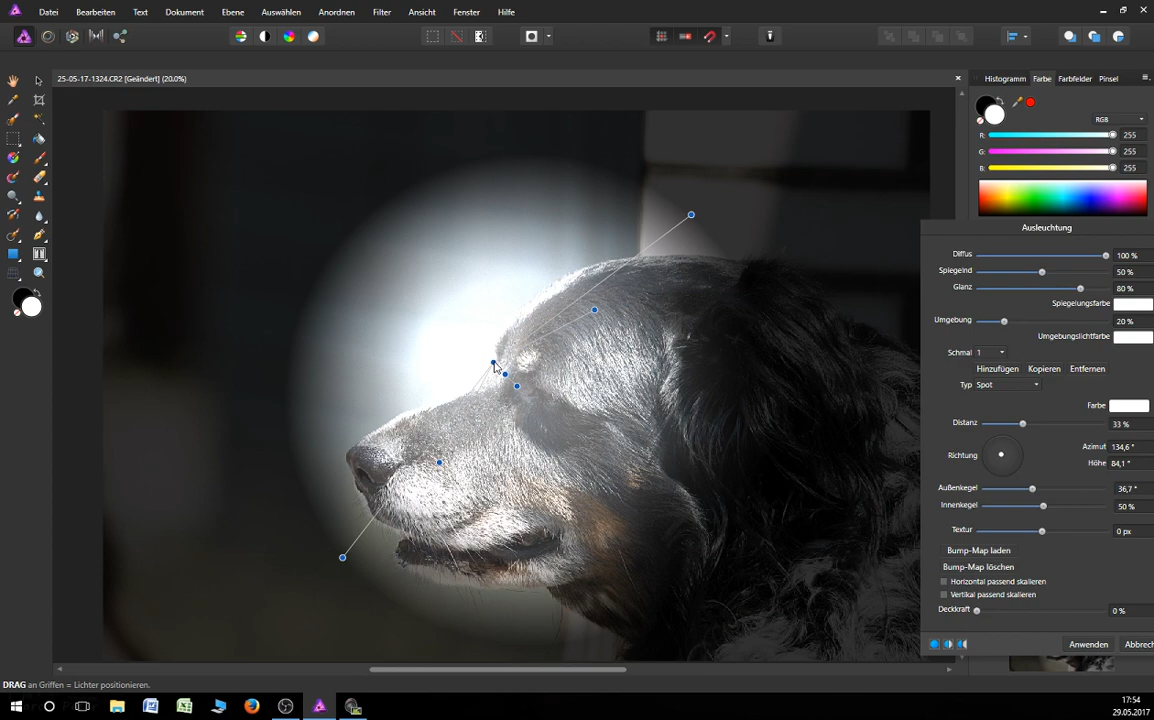 Datei Bearbeiten Text Dokument Ebene Auswählen Anordnen Filter Ansicht Fenster Hilfe
25-05-17-1324.CR2 [Geändert] (20.0%)
Histogramm Farbe Farbfelder Pinsel
RGB
R: 255
G: 255
B: 255
Ausleuchtung
Diffus 100 %
Spiegelnd 50 %
Glanz 80 %
Spiegelungsfarbe
Umgebung 20 %
Umgebungslichtfarbe
Schmal 1
Hinzufügen Kopieren Entfernen
Typ Spot
Farbe
Distanz 33 %
Richtung
Azimut 134,6 °
Höhe 84,1 °
Außenkegel 36,7 °
Innenkegel 50 %
Textur 0 px
Bump-Map laden
Bump-Map löschen
Horizontal passend skalieren
Vertikal passend skalieren
Deckkraft 0 %
Anwenden Abbrech
DRAG an Griffen = Lichter positionieren.
17:54
29.05.2017